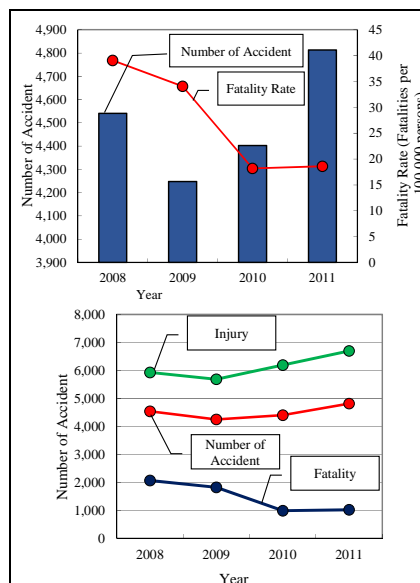 4,900
4,800
4,700
4,600
4,500
4,400
4,300
4,200
4,100
4,000
3,900
Number of Accident
45
40
35
30
25
20
15
10
5
0
Fatality Rate (Fatalities per
100,000 persons)
Number of Accident
Fatality Rate
2008 2009 2010 2011
Year
8,000
7,000
6,000
5,000
4,000
3,000
2,000
1,000
0
Number of Accident
Injury
Number of
Accident
Fatality
2008 2009 2010 2011
Year